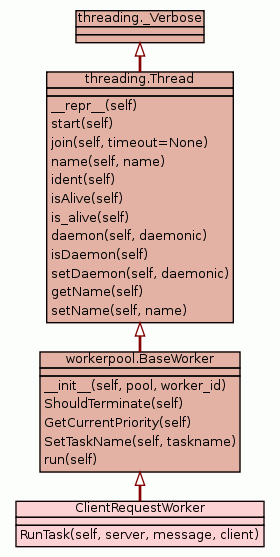 threading._Verbose
threading.Thread
__repr__(self)
start(self)
join(self, timeout=None)
name(self, name)
ident(self)
isAlive(self)
is_alive(self)
daemon(self, daemonic)
isDaemon(self)
setDaemon(self, daemonic)
getName(self)
setName(self, name)
workerpool.BaseWorker
__init__(self, pool, worker_id)
ShouldTerminate(self)
GetCurrentPriority(self)
SetTaskName(self, taskname)
run(self)
ClientRequestWorker
RunTask(self, server, message, client)